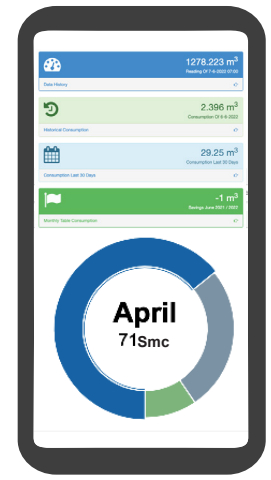 1278.223 m³
Reading Of 7-6-2022 07:00
Data History
2.396 m³
Consumption Of 6-6-2022
Historical Consumption
29.25 m³
Consumption Last 30 Days
Consumption Last 30 Days
-1 m³
Savings June 2021 / 2022
Monthly Table Consumption
April
71Smc